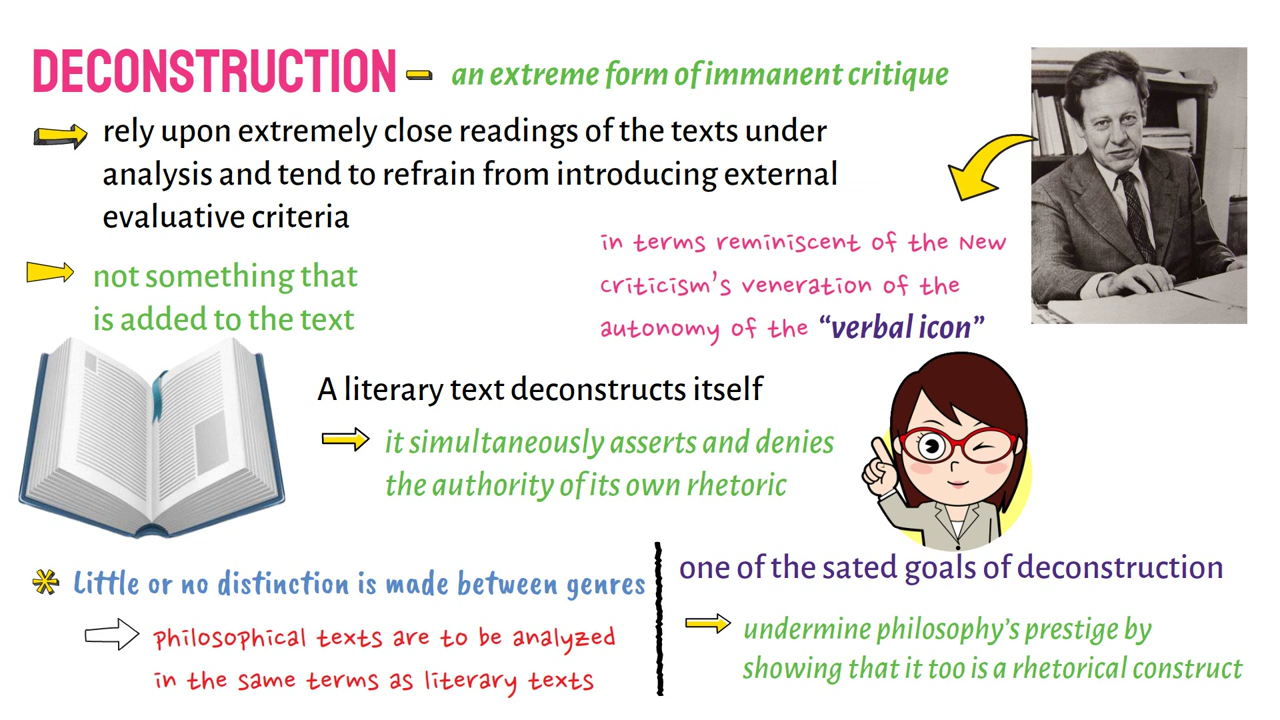 DECONSTRUCTION – an extreme form of immanent critique
rely upon extremely close readings of the texts under
analysis and tend to refrain from introducing external
evaluative criteria
in terms reminiscent of the New
criticism's veneration of the
autonomy of the “verbal icon”
not something that
is added to the text
A literary text deconstructs itself
it simultaneously asserts and denies
the authority of its own rhetoric
* Little or no distinction is made between genres
philosophical texts are to be analyzed
in the same terms as literary texts
one of the sated goals of deconstruction
undermine philosophy's prestige by
showing that it too is a rhetorical construct